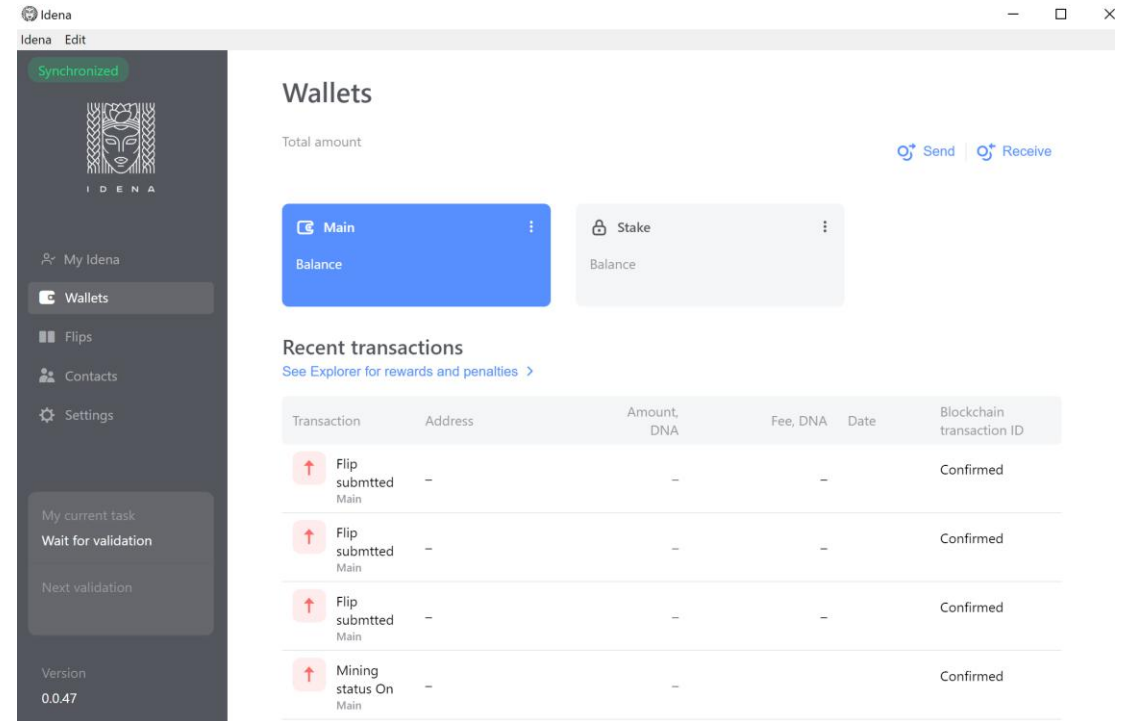 Idena
Idena Edit
Synchronized
IDENA
My Idena
Wallets
Flips
Contacts
Settings
My current task
Wait for validation
Next validation
Version
0.0.47
Wallets
Total amount
Send Receive
Main
Balance
Stake
Balance
Recent transactions
See Explorer for rewards and penalties >
Transaction Address Amount, Fee, DNA Date Blockchain
DNA transaction ID
Flip
submtted – – – Confirmed
Main
Flip
submtted – – – Confirmed
Main
Flip
submtted – – – Confirmed
Main
Mining
status On – – Confirmed
Main